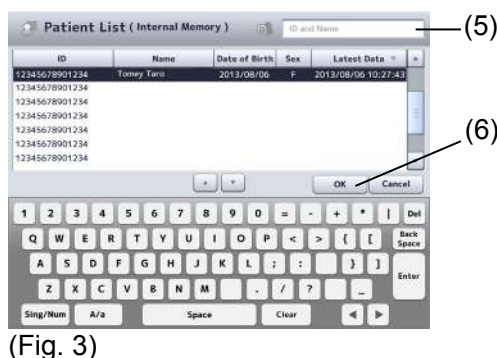 Patient List ( Internal Memory )
ID and Name
(5)
ID Name Date of Birth Sex Latest Data
12345678901234 Tomey Taro 2013/08/06 F 2013/08/06 10:27:43
12345678901234
12345678901234
12345678901234
12345678901234
12345678901234
12345678901234
(6)
OK Cancel
1 2 3 4 5 6 7 8 9 0 = - + * | Del
Q W E R T Y U I O P < > { [ Back Space
A S D F G H J K L ; : } ] Enter
Z X C V B N M . / ? _
Sing/Num A/a Space Clear
(Fig. 3)